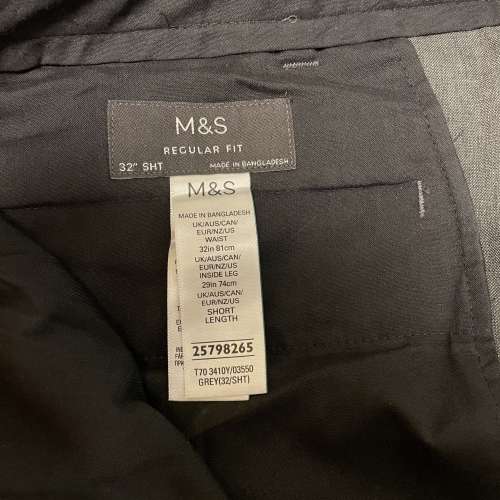 M&S
REGULAR FIT
32" SHT MADE IN BANGLADESH
M&S
MADE IN BANGLADESH
UK/AUS/CAN/
EUR/NZ/US
WAIST
32in 81cm
UK/AUS/CAN/
EUR/NZ/US
INSIDE LEG
29in 74cm
UK/AUS/CAN/
EUR/NZ/US
SHORT
LENGTH
25798265
T70 3410Y/03550
GREY(32/SHT)